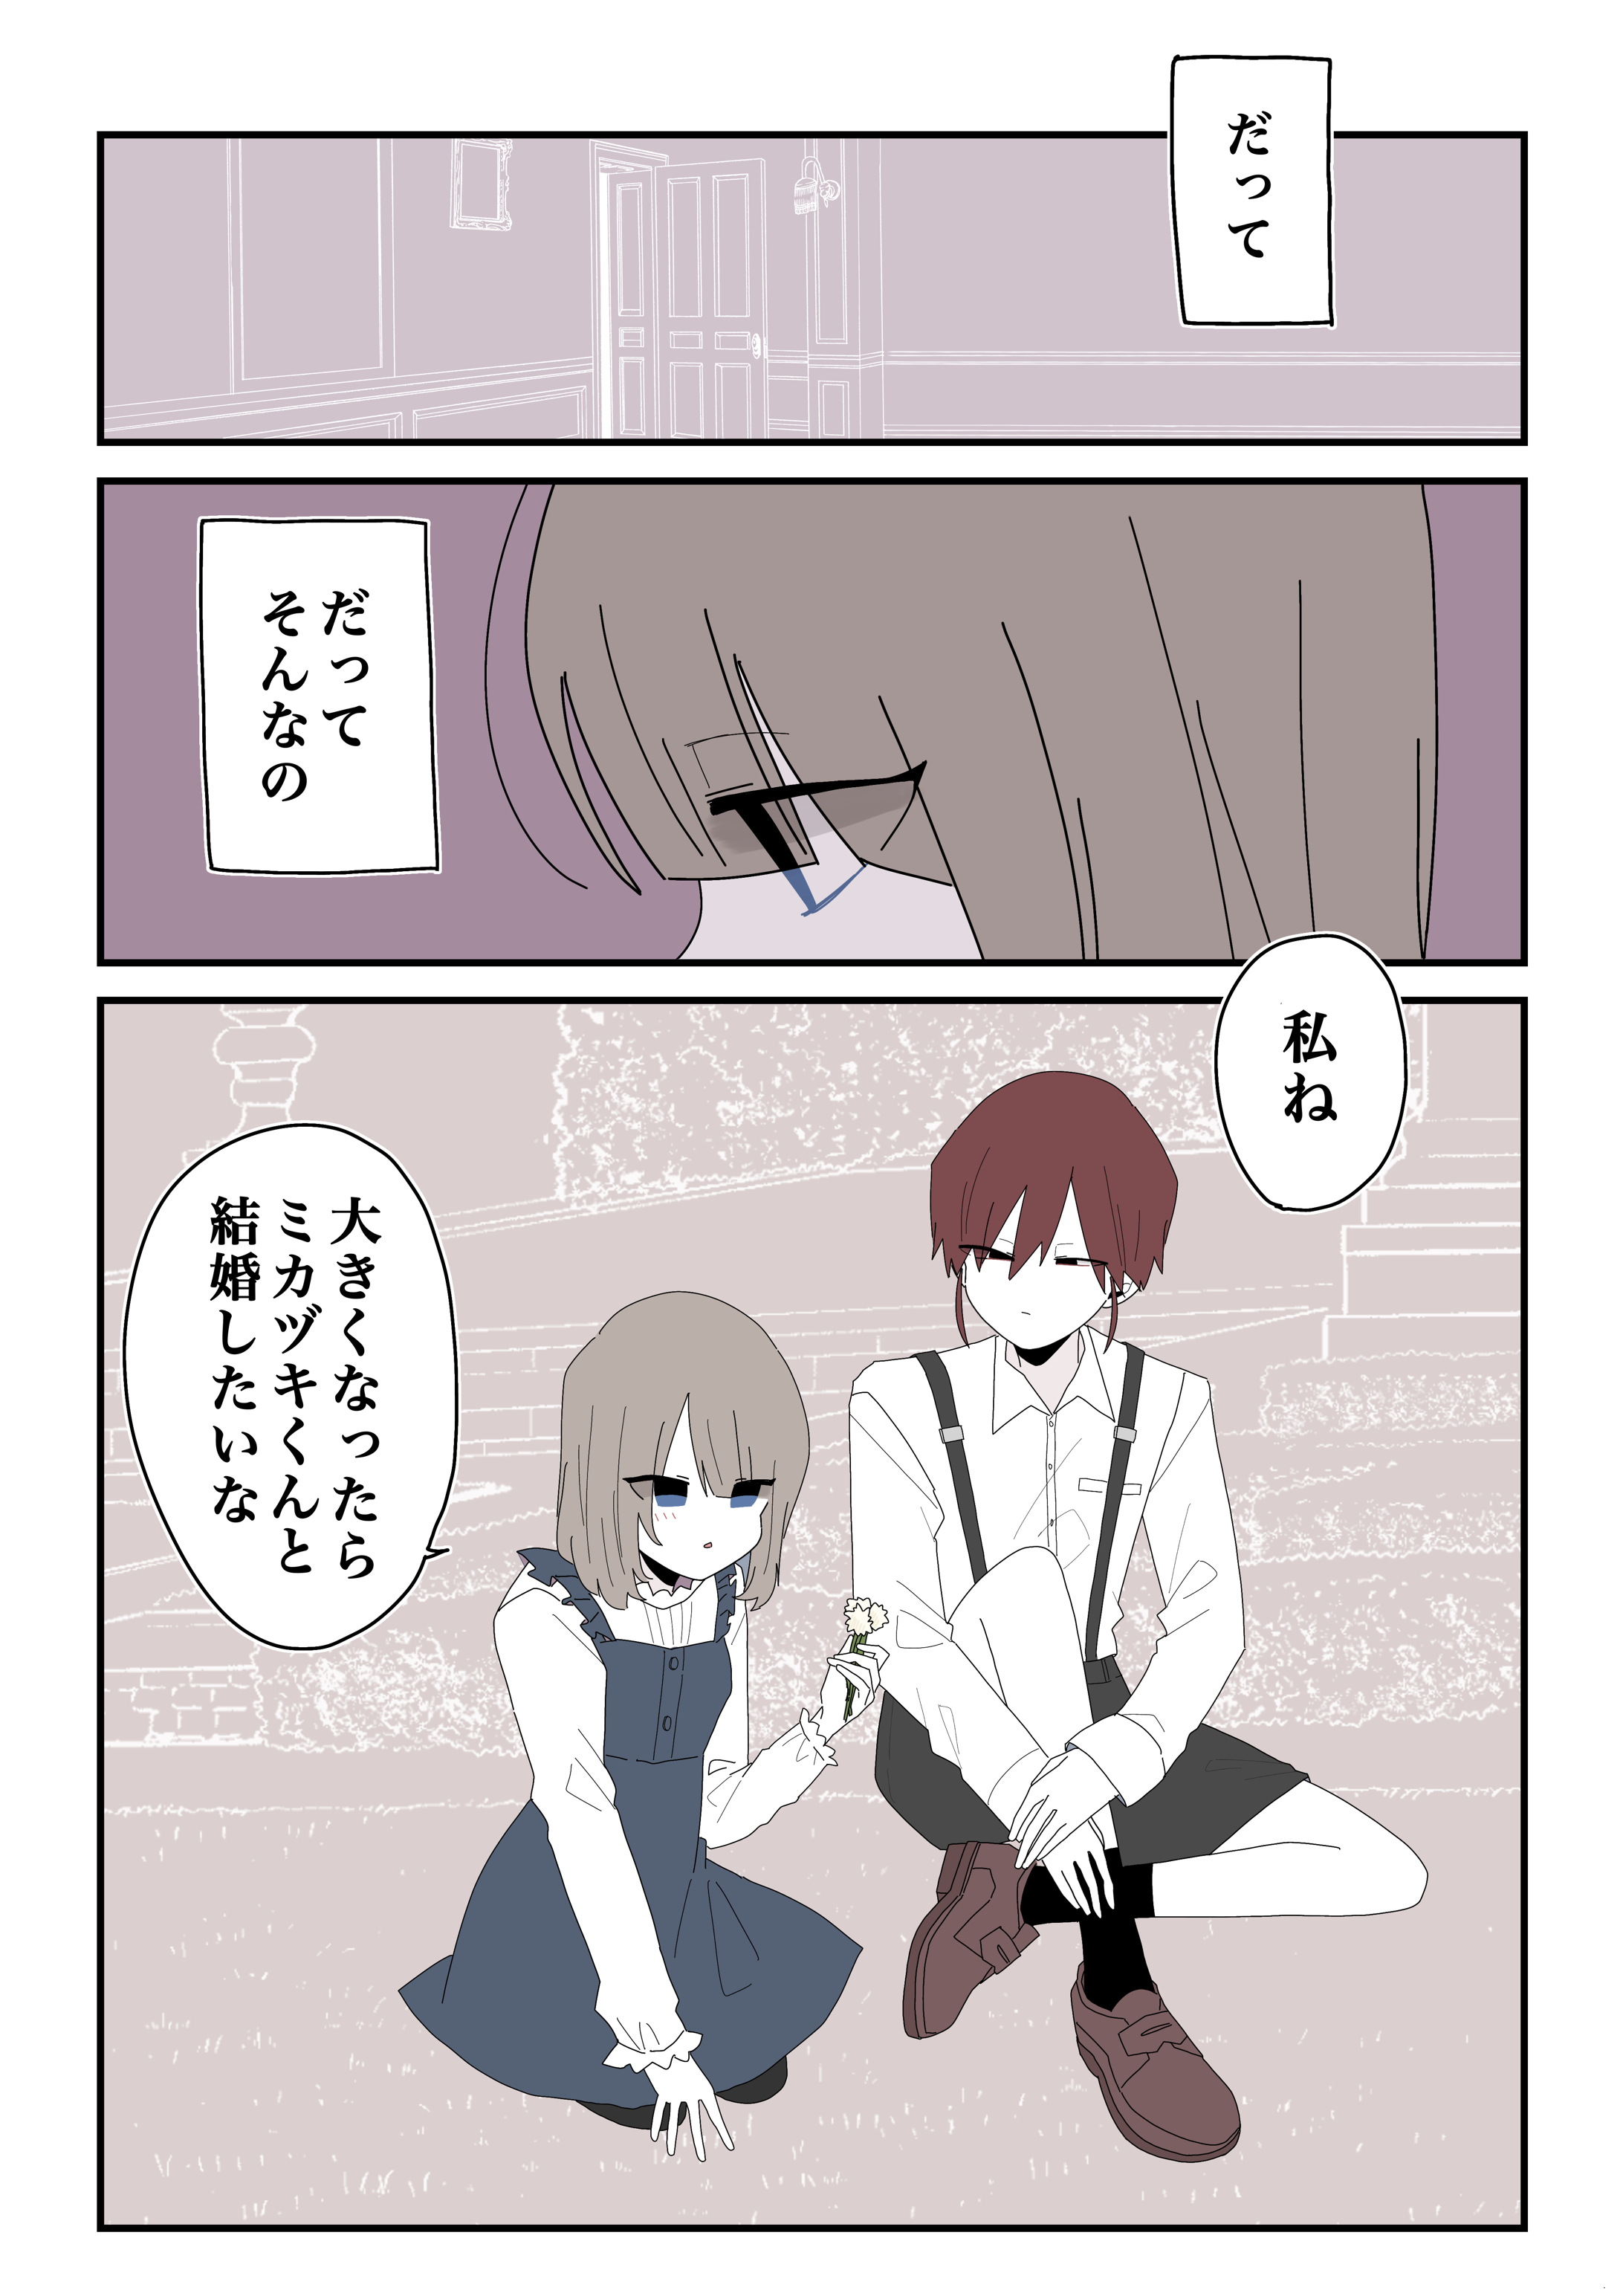 だって
だって
そんなの
私ね
大きくなったら
ミカヅキくんと
結婚したいな